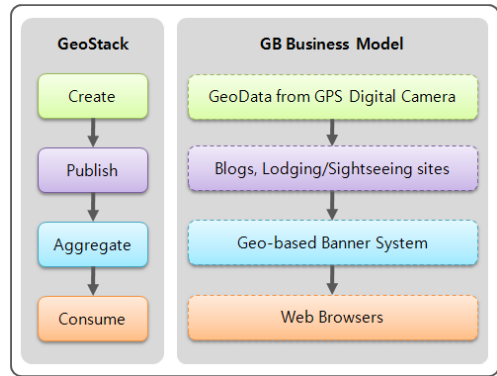 GeoStack
Create
Publish
Aggregate
Consume
GB Business Model
GeoData from GPS Digital Camera
Blogs, Lodging/Sightseeing sites
Geo-based Banner System
Web Browsers